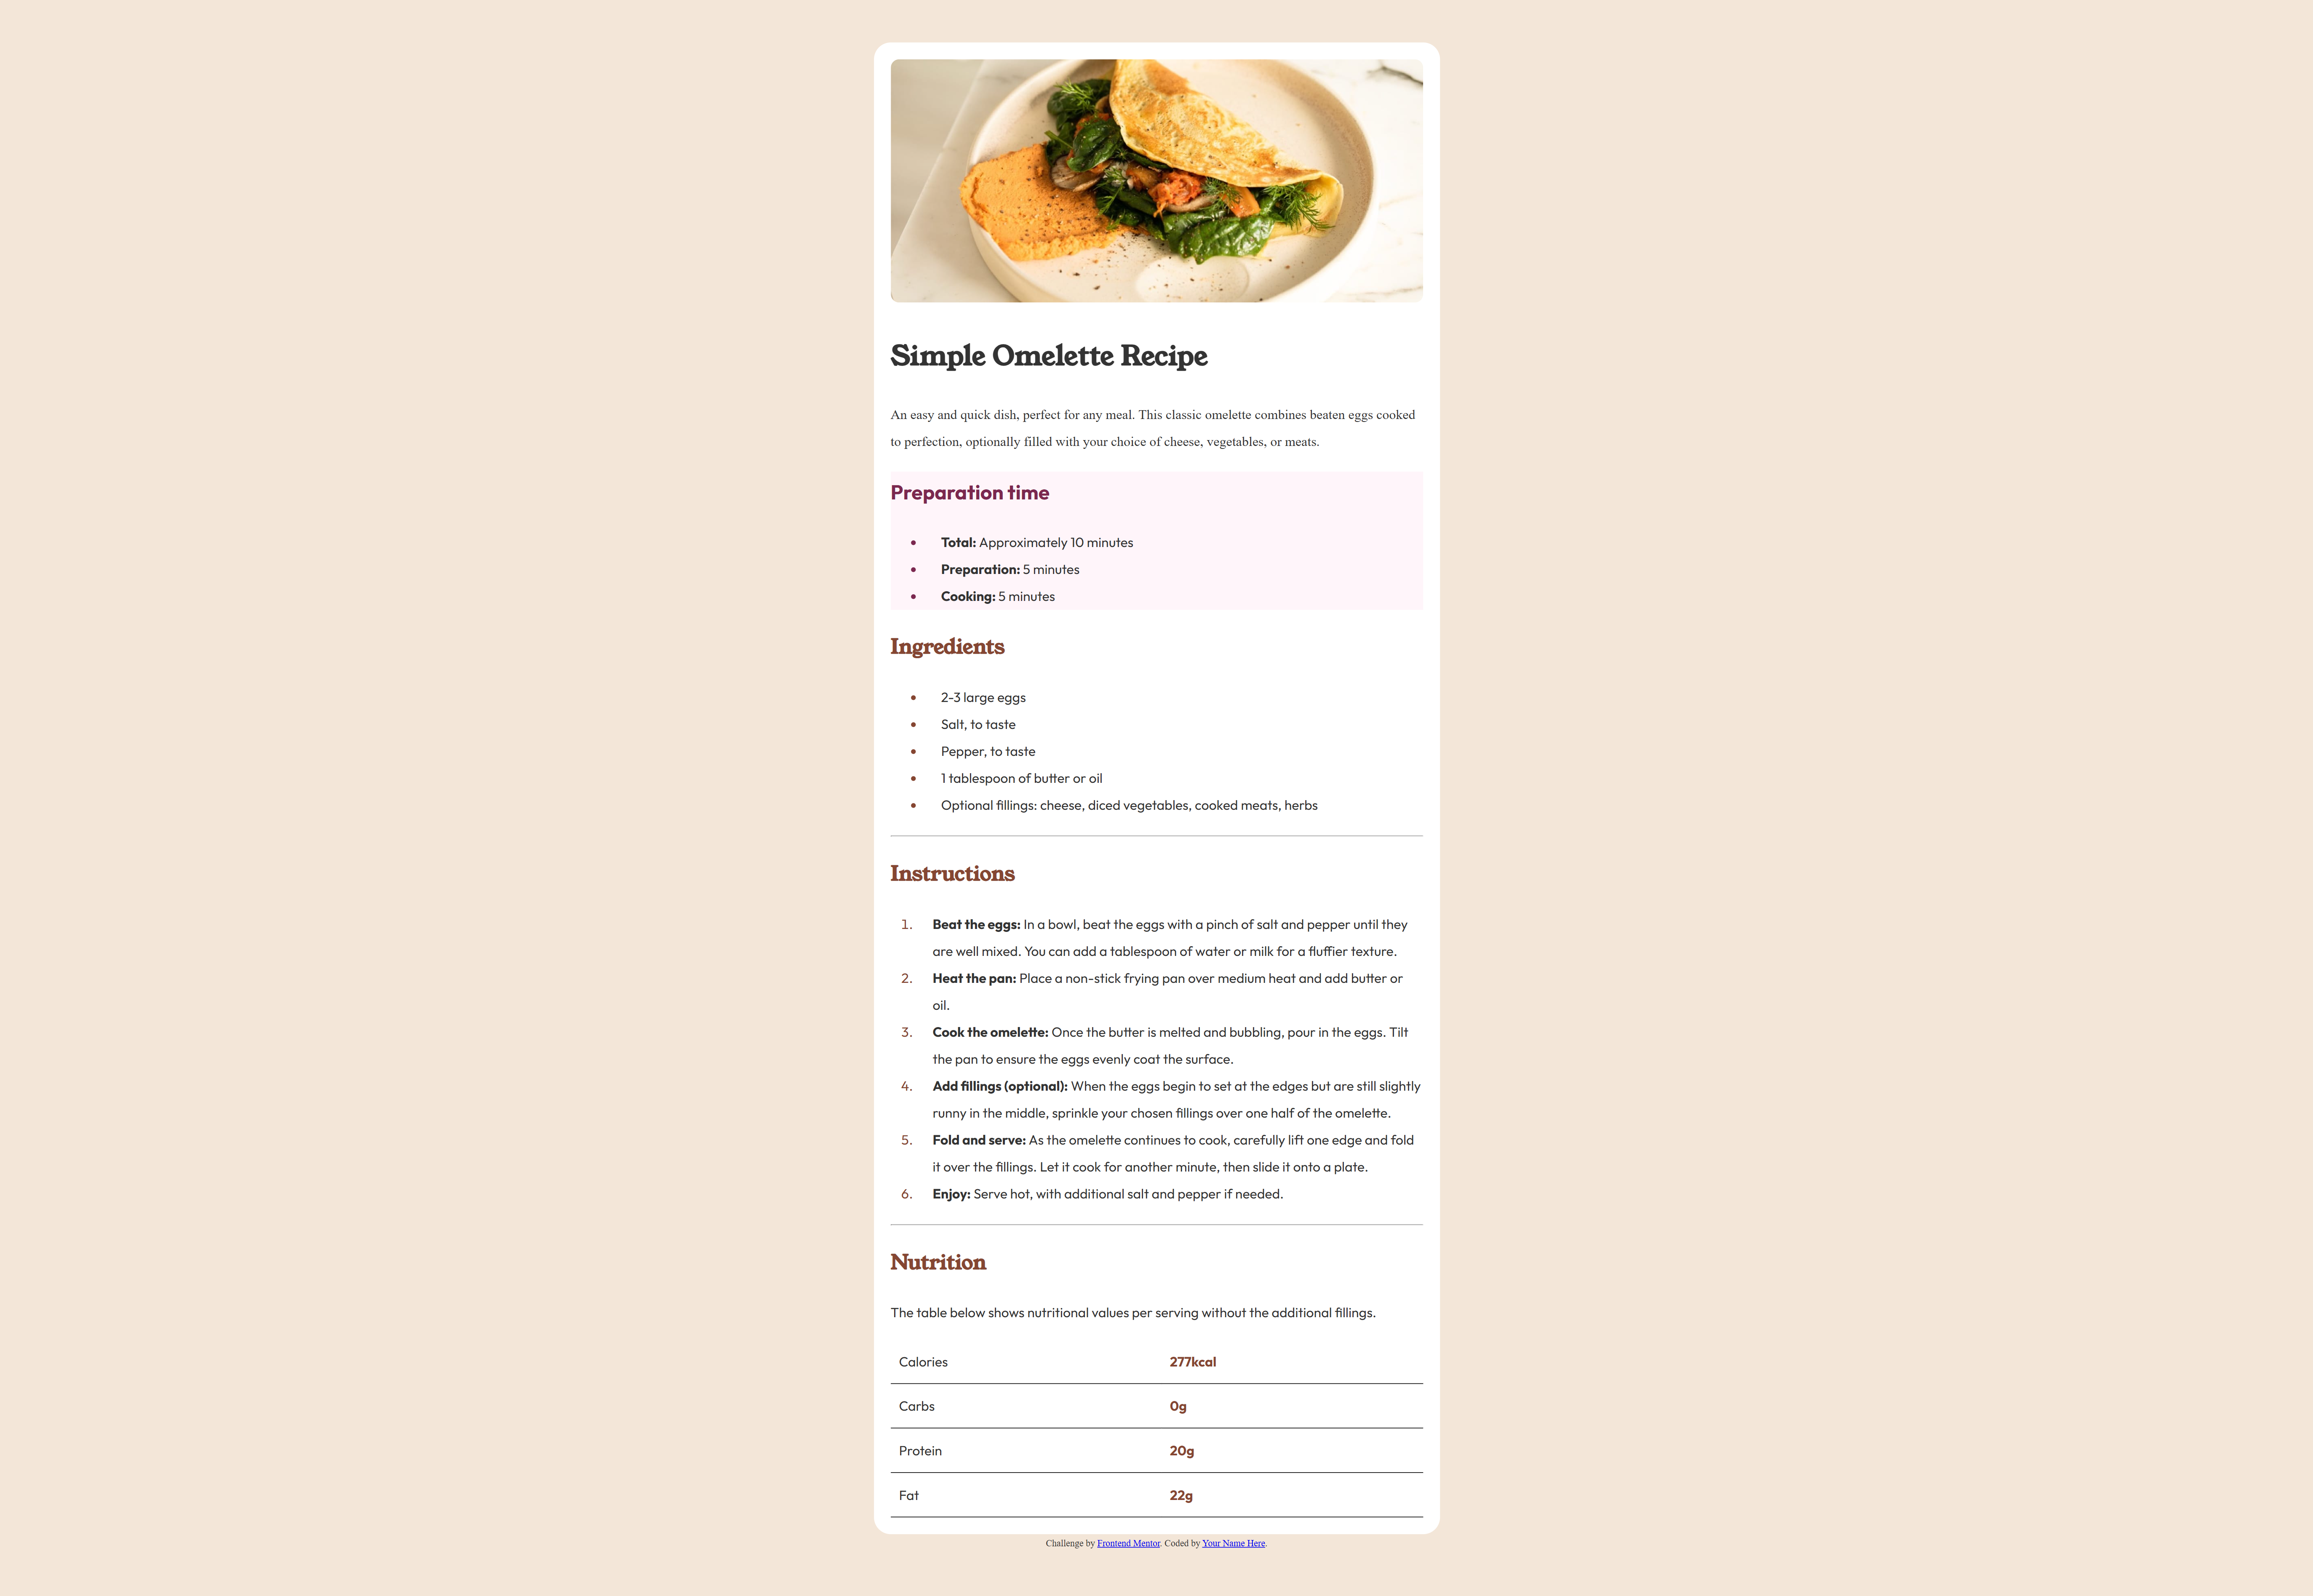 Simple Omelette Recipe
An easy and quick dish, perfect for any meal. This classic omelette combines beaten eggs cooked
to perfection, optionally filled with your choice of cheese, vegetables, or meats.
Preparation time
• Total: Approximately 10 minutes
• Preparation: 5 minutes
• Cooking: 5 minutes
Ingredients
• 2-3 large eggs
• Salt, to taste
• Pepper, to taste
• 1 tablespoon of butter or oil
• Optional fillings: cheese, diced vegetables, cooked meats, herbs
Instructions
1. Beat the eggs: In a bowl, beat the eggs with a pinch of salt and pepper until they
are well mixed. You can add a tablespoon of water or milk for a fluffier texture.
2. Heat the pan: Place a non-stick frying pan over medium heat and add butter or
oil.
3. Cook the omelette: Once the butter is melted and bubbling, pour in the eggs. Tilt
the pan to ensure the eggs evenly coat the surface.
4. Add fillings (optional): When the eggs begin to set at the edges but are still slightly
runny in the middle, sprinkle your chosen fillings over one half of the omelette.
5. Fold and serve: As the omelette continues to cook, carefully lift one edge and fold
it over the fillings. Let it cook for another minute, then slide it onto a plate.
6. Enjoy: Serve hot, with additional salt and pepper if needed.
Nutrition
The table below shows nutritional values per serving without the additional fillings.
Calories 277kcal
Carbs 0g
Protein 20g
Fat 22g
Challenge by Frontend Mentor. Coded by Your Name Here.